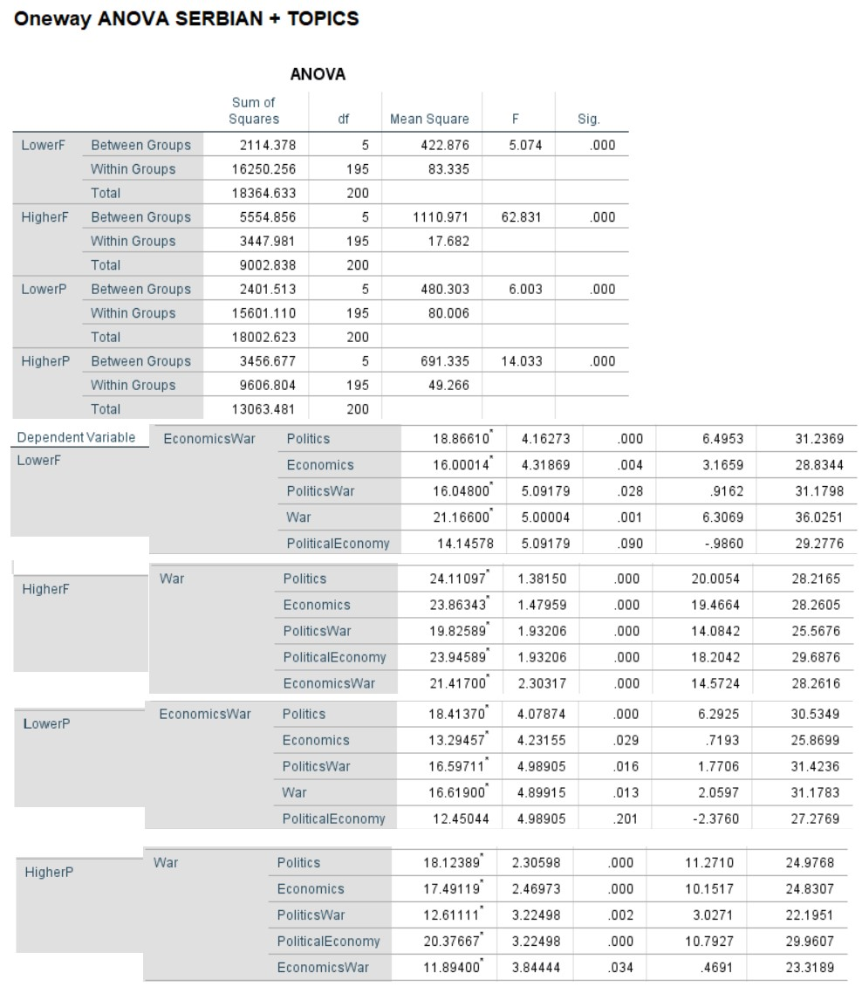 Oneway ANOVA SERBIAN + TOPICS
ANOVA
Sum of Squares df Mean Square F Sig.
LowerF Between Groups 2114.378 5 422.876 5.074 .000
Within Groups 16250.256 195 83.335
Total 18364.633 200
HigherF Between Groups 5554.856 5 1110.971 62.831 .000
Within Groups 3447.981 195 17.682
Total 9002.838 200
LowerP Between Groups 2401.513 5 480.303 6.003 .000
Within Groups 15601.110 195 80.006
Total 18002.623 200
HigherP Between Groups 3456.677 5 691.335 14.033 .000
Within Groups 9606.804 195 49.266
Total 13063.481 200
Dependent Variable EconomicsWar Politics 18.86610* 4.16273 .000 6.4953 31.2369
LowerF Economics 16.00014* 4.31869 .004 3.1659 28.8344
PoliticsWar 16.04800* 5.09179 .028 .9162 31.1798
War 21.16600* 5.00004 .001 6.3069 36.0251
PoliticalEconomy 14.14578 5.09179 .090 -.9860 29.2776
HigherF War Politics 24.11097* 1.38150 .000 20.0054 28.2165
Economics 23.86343* 1.47959 .000 19.4664 28.2605
PoliticsWar 19.82589* 1.93206 .000 14.0842 25.5676
PoliticalEconomy 23.94589* 1.93206 .000 18.2042 29.6876
EconomicsWar 21.41700* 2.30317 .000 14.5724 28.2616
LowerP EconomicsWar Politics 18.41370* 4.07874 .000 6.2925 30.5349
Economics 13.29457* 4.23155 .029 .7193 25.8699
PoliticsWar 16.59711* 4.98905 .016 1.7706 31.4236
War 16.61900* 4.89915 .013 2.0597 31.1783
PoliticalEconomy 12.45044 4.98905 .201 -2.3760 27.2769
HigherP War Politics 18.12389* 2.30598 .000 11.2710 24.9768
Economics 17.49119* 2.46973 .000 10.1517 24.8307
PoliticsWar 12.61111* 3.22498 .002 3.0271 22.1951
PoliticalEconomy 20.37667* 3.22498 .000 10.7927 29.9607
EconomicsWar 11.89400* 3.84444 .034 .4691 23.3189